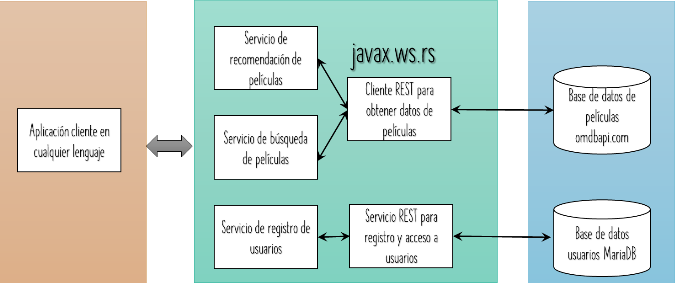 Aplicación cliente en
cualquier lenguaje
Servicio de
recomendación de
películas
Servicio de búsqueda
de películas
Servicio de registro de
usuarios
javax.ws.rs
Cliente REST para
obtener datos de
películas
Servicio REST para
registro y acceso a
usuarios
Base de datos de
películas
omdbapi.com
Base de datos
usuarios MariaDB